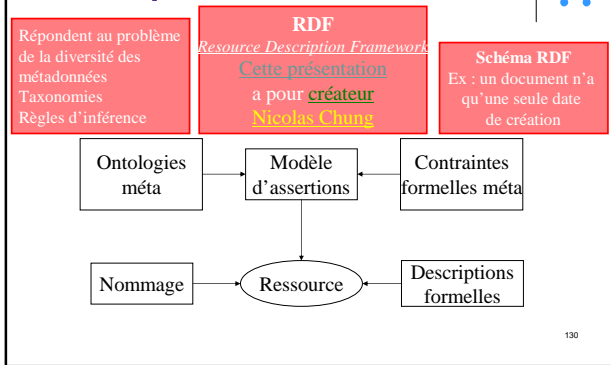 Répondent au problème
de la diversité des
métadonnées
Taxonomies
Règles d'inférence
RDF
Resource Description Framework
Cette présentation
a pour créateur
Nicolas Chung
Schéma RDF
Ex : un document n'a
qu'une seule date
de création
Ontologies
méta
Modèle
d'assertions
Contraintes
formelles méta
Nommage
Ressource
Descriptions
formelles
130